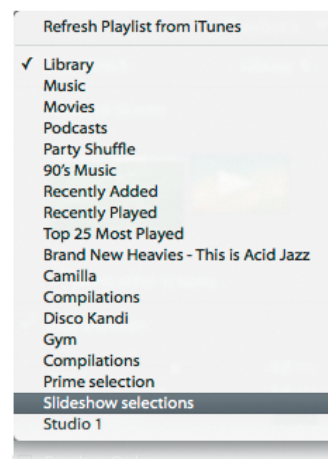 Refresh Playlist from iTunes
✓ Library
Music
Movies
Podcasts
Party Shuffle
90's Music
Recently Added
Recently Played
Top 25 Most Played
Brand New Heavies - This is Acid Jazz
Camilla
Compilations
Disco Kandi
Gym
Compilations
Prime selection
Slideshow selections
Studio 1